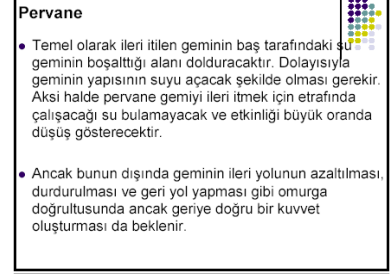 Pervane
Temel olarak ileri itilen geminin baş tarafındaki su
geminin boşalttığı alanı dolduracaktır. Dolayısıyla
geminin yapısının suyu açacak şekilde olması gerekir.
Aksi halde pervane gemiyi ileri itmek için etrafında
çalışacağı su bulamayacak ve etkinliği büyük oranda
düşüş gösterecektir.
Ancak bunun dışında geminin ileri yolunun azaltılması,
durdurulması ve geri yol yapması gibi omurga
doğrultusunda ancak geriye doğru bir kuvvet
oluşturması da beklenir.